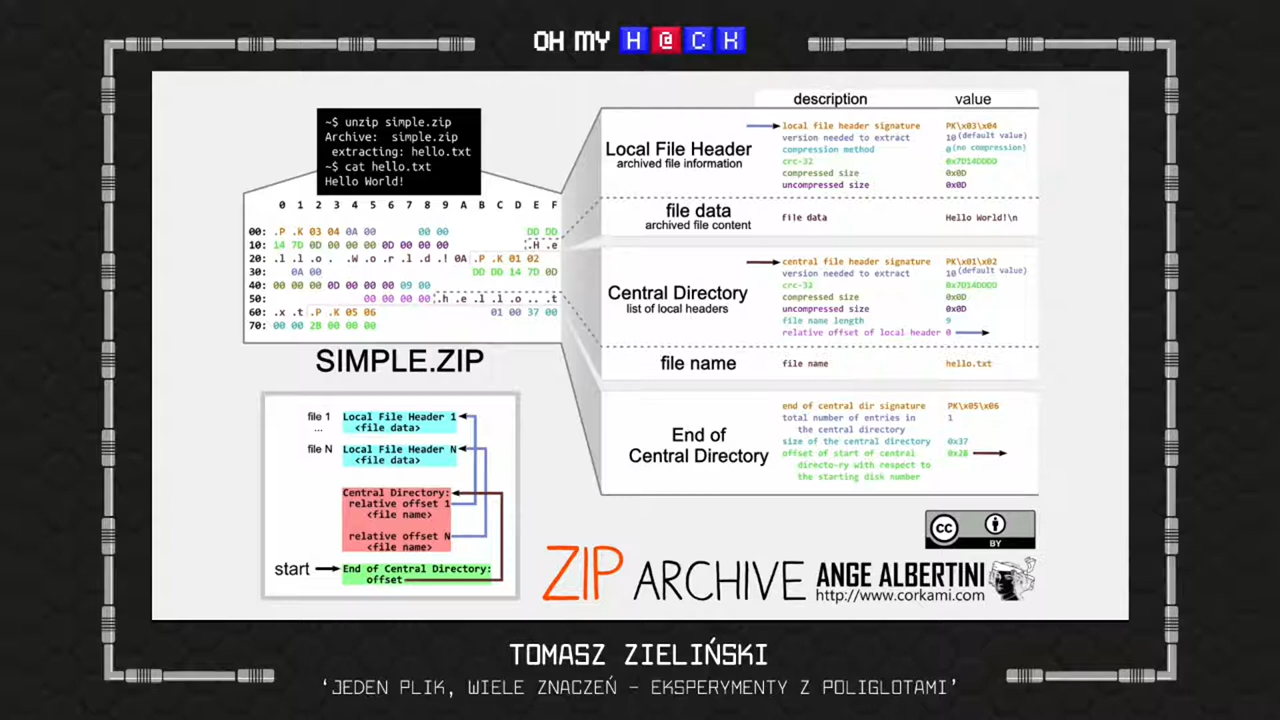 OH MY H@CK
~$ unzip simple.zip
Archive: simple.zip
extracting: hello.txt
~$ cat hello.txt
Hello World!
0 1 2 3 4 5 6 7 8 9 A B C D E F
00: .P .K 03 04 0A 00 00 00 DD DD
10: 14 7D 0D 00 00 00 0D 00 00 00 .H .e
20: .l .l .o . .W .o .r .l .d .! 0A .P .K 01 02
30: 0A 00 DD DD 14 7D 0D
40: 00 00 00 0D 00 00 00 09 00
50: 00 00 00 00 .h .e .l .l .o .. .t
60: .x .t .P .K 05 06 01 00 37 00
70: 00 00 28 00 00 00
SIMPLE.ZIP
description value
Local File Header
archived file information
local file header signature PK\x03\x04
version needed to extract 10 (default value)
compression method 0 (no compression)
crc-32 0x7D14DDDD
compressed size 0x0D
uncompressed size 0x0D
file data
archived file content
file data Hello World!\n
Central Directory
list of local headers
central file header signature PK\x01\x02
version needed to extract 10 (default value)
crc-32 0x7D14DDDD
compressed size 0x0D
uncompressed size 0x0D
file name length 9
relative offset of local header 0
file name
file name hello.txt
End of
Central Directory
end of central dir signature PK\x05\x06
total number of entries in 1
the central directory
size of the central directory 0x37
offset of start of central 0x28
directo-ry with respect to
the starting disk number
file 1 Local File Header 1
... <file data>
file N Local File Header N
<file data>
Central Directory:
relative offset 1
<file name>
relative offset N
<file name>
start End of Central Directory:
offset
cc BY
ZIP ARCHIVE
ANGE ALBERTINI
http://www.corkami.com
TOMASZ ZIELIŃSKI
'JEDEN PLIK, WIELE ZNACZEŃ – EKSPERYMENTY Z POLIGLOTAMI'